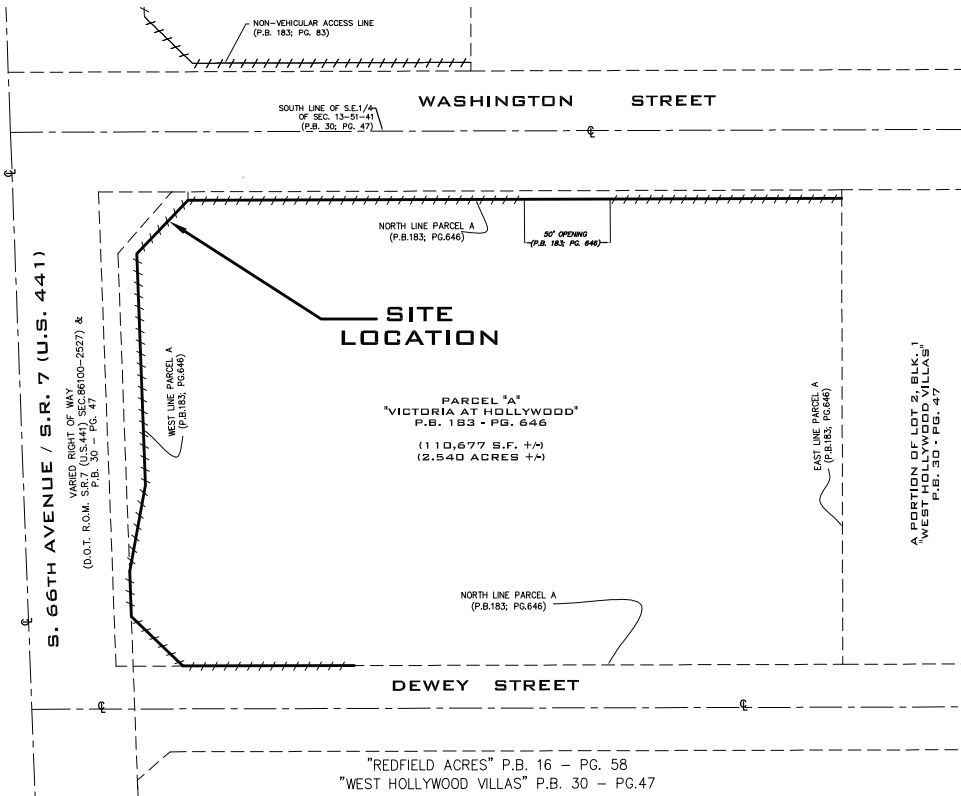 NON-VEHICULAR ACCESS LINE
(P.B. 183; PG. 83)
WASHINGTON STREET
SOUTH LINE OF S.E.1/4
OF SEC. 13-51-41
(P.B. 30; PG. 47)
NORTH LINE PARCEL A
(P.B.183; PG.646)
50' OPENING
(P.B. 183; PG. 646)
S. 66TH AVENUE / S.R. 7 (U.S. 441)
VARIED RIGHT OF WAY
(D.O.T. R.O.M. S.R.7 (U.S.441) SEC.86100-2527) &
P.B. 30 - PG. 47
WEST LINE PARCEL A
(P.B.183; PG.646)
SITE
LOCATION
PARCEL "A"
"VICTORIA AT HOLLYWOOD"
P.B. 183 - PG. 646
(110,677 S.F. +/-)
(2.540 ACRES +/-)
EAST LINE PARCEL A
(P.B.183; PG.646)
A PORTION OF LOT 2, BLK. 1
"WEST HOLLYWOOD VILLAS"
P.B. 30 - PG. 47
NORTH LINE PARCEL A
(P.B.183; PG.646)
DEWEY STREET
"REDFIELD ACRES" P.B. 16 - PG. 58
"WEST HOLLYWOOD VILLAS" P.B. 30 - PG.47